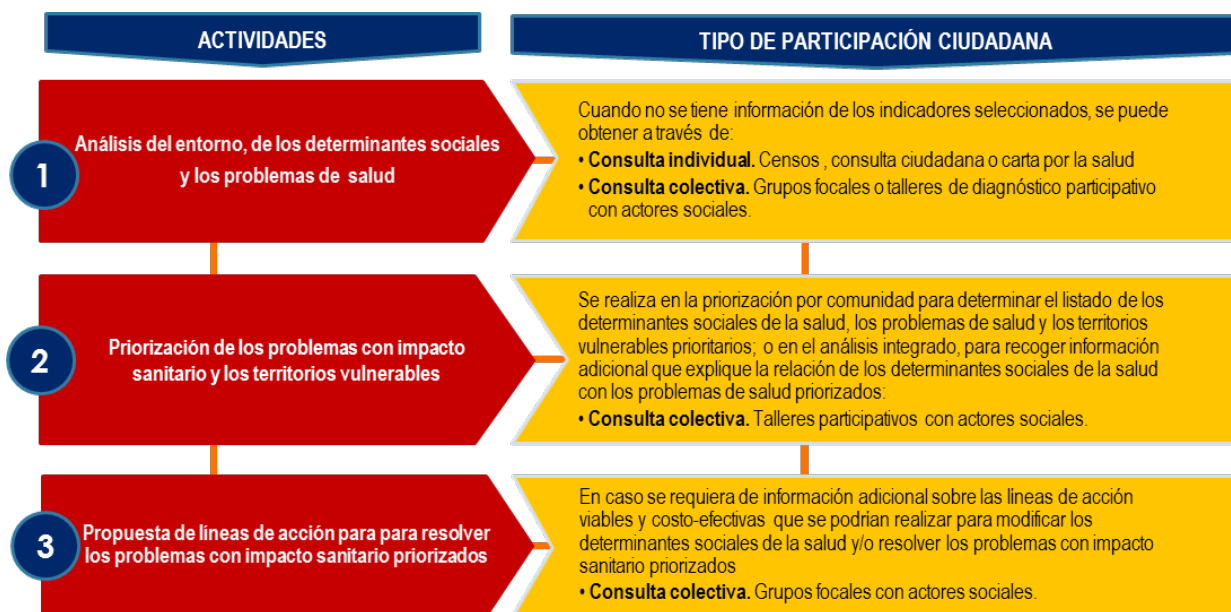 ACTIVIDADES
TIPO DE PARTICIPACIÓN CIUDADANA
1
Análisis del entorno, de los determinantes sociales
y los problemas de salud
Cuando no se tiene información de los indicadores seleccionados, se puede
obtener a través de:
• Consulta individual. Censos , consulta ciudadana o carta por la salud
• Consulta colectiva. Grupos focales o talleres de diagnóstico participativo
con actores sociales.
2
Priorización de los problemas con impacto
sanitario y los territorios vulnerables
Se realiza en la priorización por comunidad para determinar el listado de los
determinantes sociales de la salud, los problemas de salud y los territorios
vulnerables prioritarios; o en el análisis integrado, para recoger información
adicional que explique la relación de los determinantes sociales de la salud
con los problemas de salud priorizados:
• Consulta colectiva. Talleres participativos con actores sociales.
3
Propuesta de líneas de acción para para resolver
los problemas con impacto sanitario priorizados
En caso se requiera de información adicional sobre las líneas de acción
viables y costo-efectivas que se podrían realizar para modificar los
determinantes sociales de la salud y/o resolver los problemas con impacto
sanitario priorizados
• Consulta colectiva. Grupos focales con actores sociales.